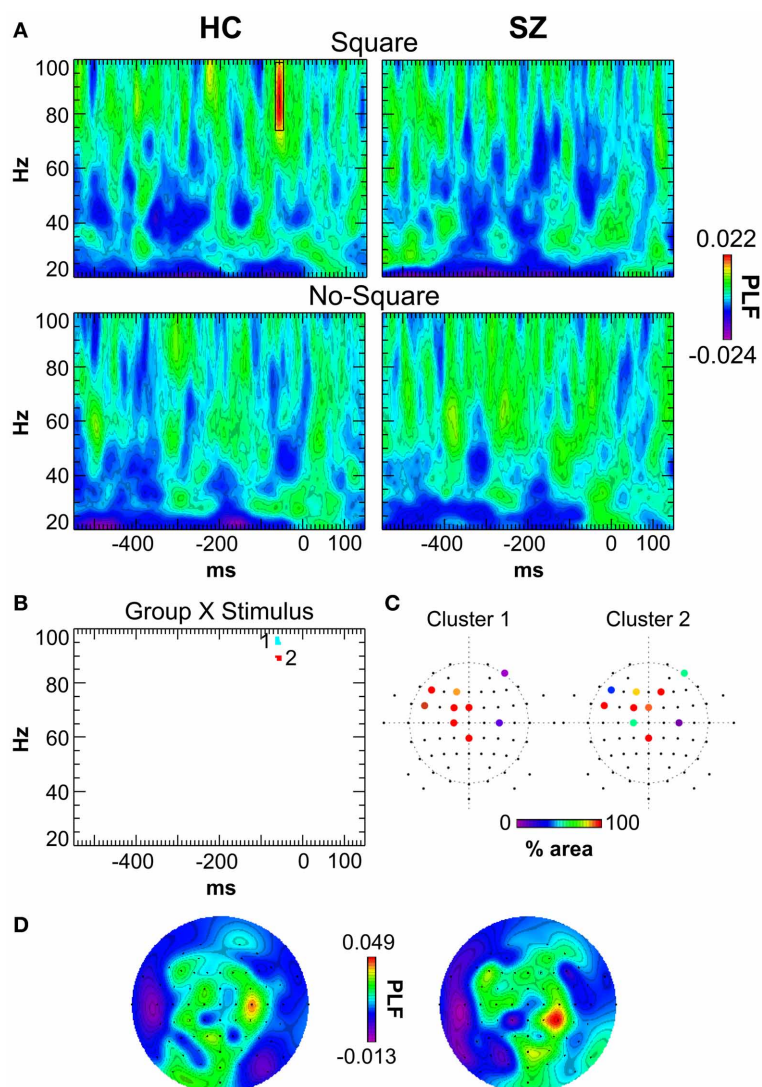 A
HC
SZ
Square
100
80
60
40
20
Hz
0.022
PLF
-0.024
No-Square
100
80
60
40
20
Hz
-400 -200 0 100
ms
-400 -200 0 100
ms
B
Group X Stimulus
100
80
60
40
20
Hz
1
2
-400 -200 0 100
ms
C
Cluster 1
Cluster 2
0 100
% area
D
0.049
PLF
-0.013